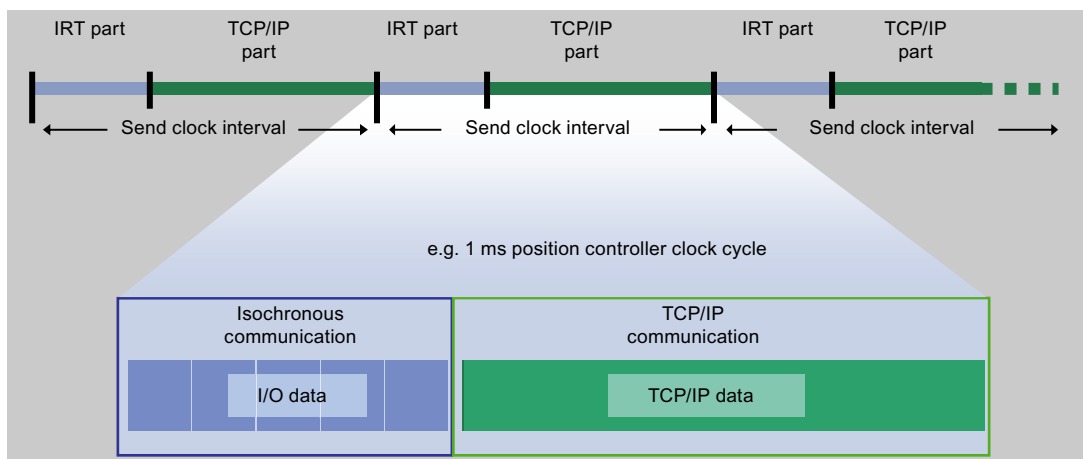 IRT part
TCP/IP
part
IRT part
TCP/IP
part
IRT part
TCP/IP
part
Send clock interval
Send clock interval
Send clock interval
e.g. 1 ms position controller clock cycle
Isochronous
communication
TCP/IP
communication
I/O data
TCP/IP data